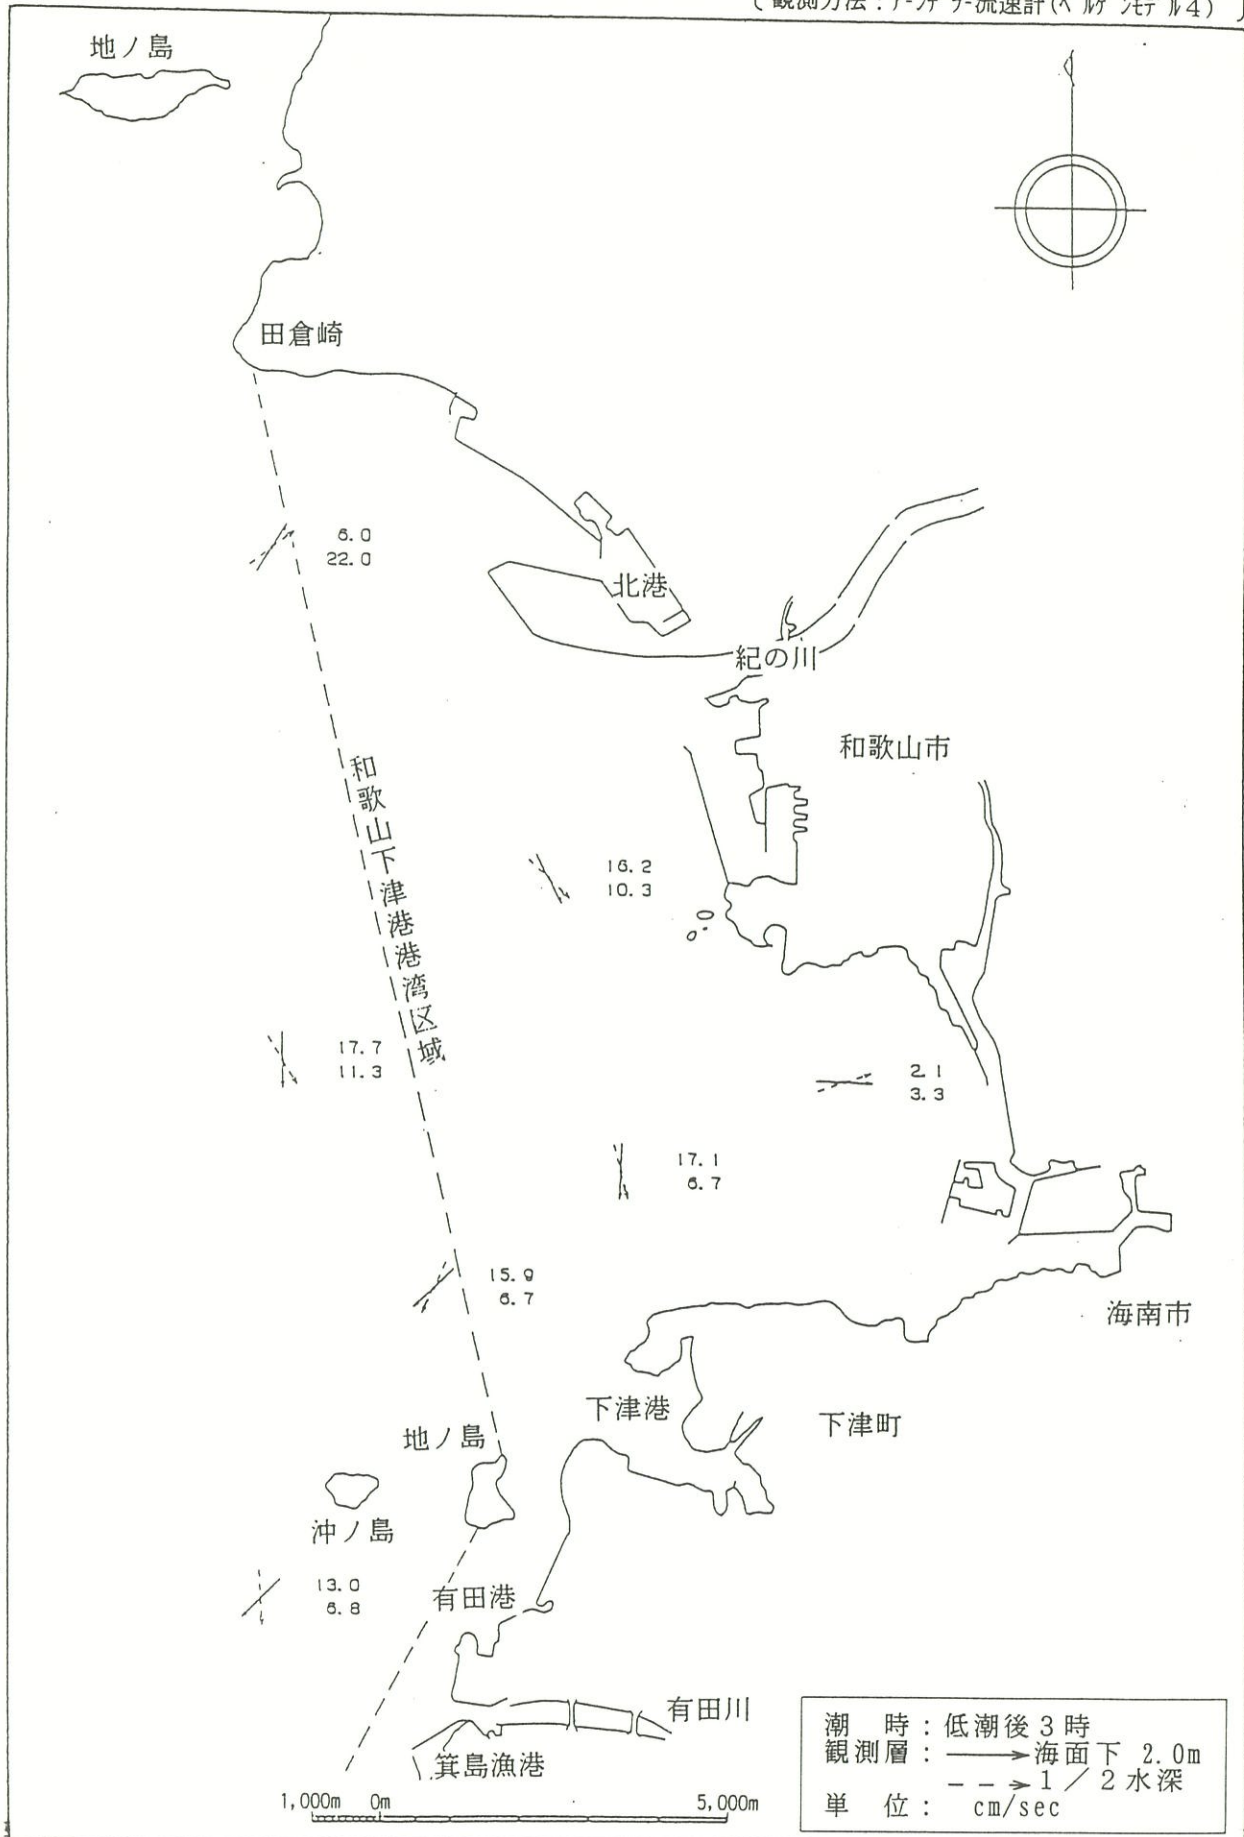 地ノ島
田倉崎
6.0
22.0
北港
紀の川
和歌山市
和歌山下津港港湾区域
16.2
10.3
17.7
11.3
2.1
3.3
17.1
6.7
15.9
6.7
海南市
下津港
下津町
地ノ島
沖ノ島
13.0
6.8
有田港
有田川
箕島漁港
1,000m 0m 5,000m
潮 時：低潮後3時
観測層：海面下 2.0m
1／2水深
単 位： cm/sec